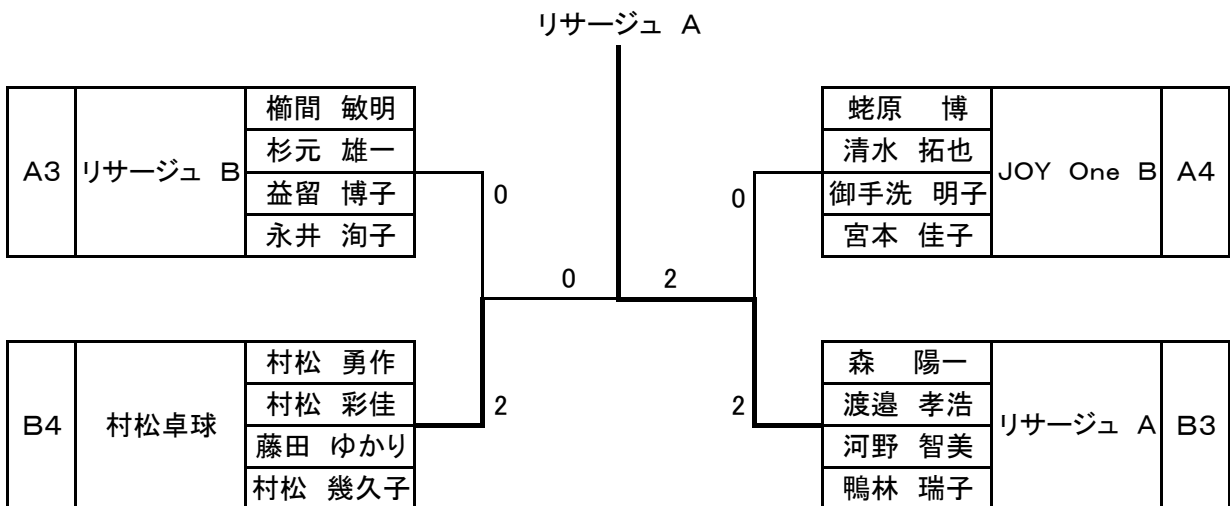 リサージュ A
A3
リサージュ B
櫛間 敏明
杉元 雄一
益留 博子
永井 洵子
0
B4
村松卓球
村松 勇作
村松 彩佳
藤田 ゆかり
村松 幾久子
2
0 2
蛯原 博
清水 拓也
御手洗 明子
宮本 佳子
JOY One B
A4
0
森 陽一
渡邉 孝浩
河野 智美
鴨林 瑞子
リサージュ A
B3
2